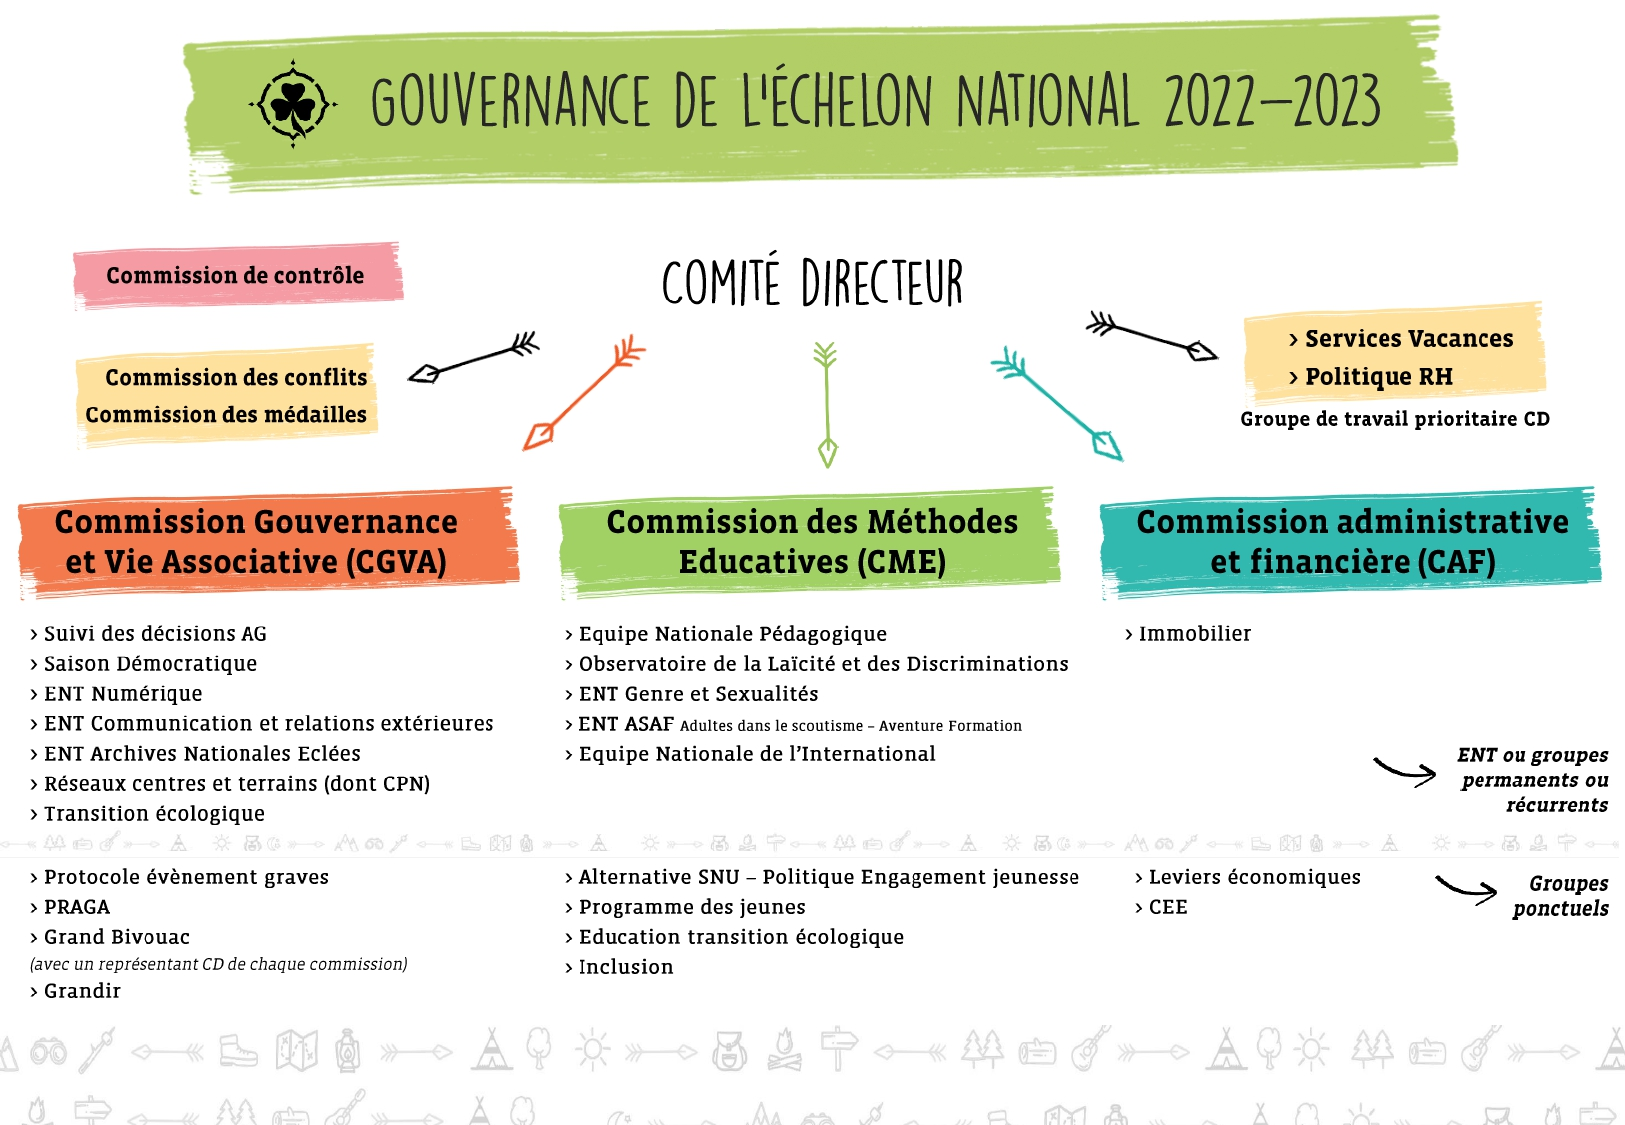 GOUVERNANCE DE L'ÉCHELON NATIONAL 2022–2023
COMITÉ DIRECTEUR
Commission de contrôle
Commission des conflits
Commission des médailles
› Services Vacances
› Politique RH
Groupe de travail prioritaire CD
Commission Gouvernance
et Vie Associative (CGVA)
› Suivi des décisions AG
› Saison Démocratique
› ENT Numérique
› ENT Communication et relations extérieures
› ENT Archives Nationales Eclées
› Réseaux centres et terrains (dont CPN)
› Transition écologique
Commission des Méthodes
Educatives (CME)
› Equipe Nationale Pédagogique
› Observatoire de la Laïcité et des Discriminations
› ENT Genre et Sexualités
› ENT ASAF Adultes dans le scoutisme – Aventure Formation
› Equipe Nationale de l'International
Commission administrative
et financière (CAF)
› Immobilier
ENT ou groupes
permanents ou
récurrents
› Protocole évènement graves
› PRAGA
› Grand Bivouac
(avec un représentant CD de chaque commission)
› Grandir
› Alternative SNU – Politique Engagement jeunesse
› Programme des jeunes
› Education transition écologique
› Inclusion
› Leviers économiques
› CEE
Groupes
ponctuels